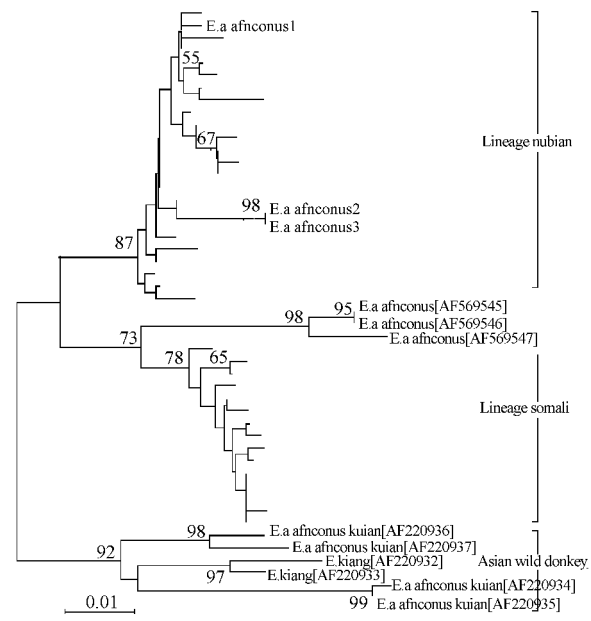 E.a afnconus1
55
67
Lineage nubian
98
E.a afnconus2
E.a afnconus3
87
95
E.a afnconus[AF569545]
98
E.a afnconus[AF569546]
73
E.a afnconus[AF569547]
78
65
Lineage somali
98
E.a afnconus kuian[AF220936]
E.a afnconus kuian[AF220937]
92
E.kiang[AF220932]
Asian wild donkey
97
E.kiang[AF220933]
E.a afnconus kuian[AF220934]
0.01
99
E.a afnconus kuian[AF220935]